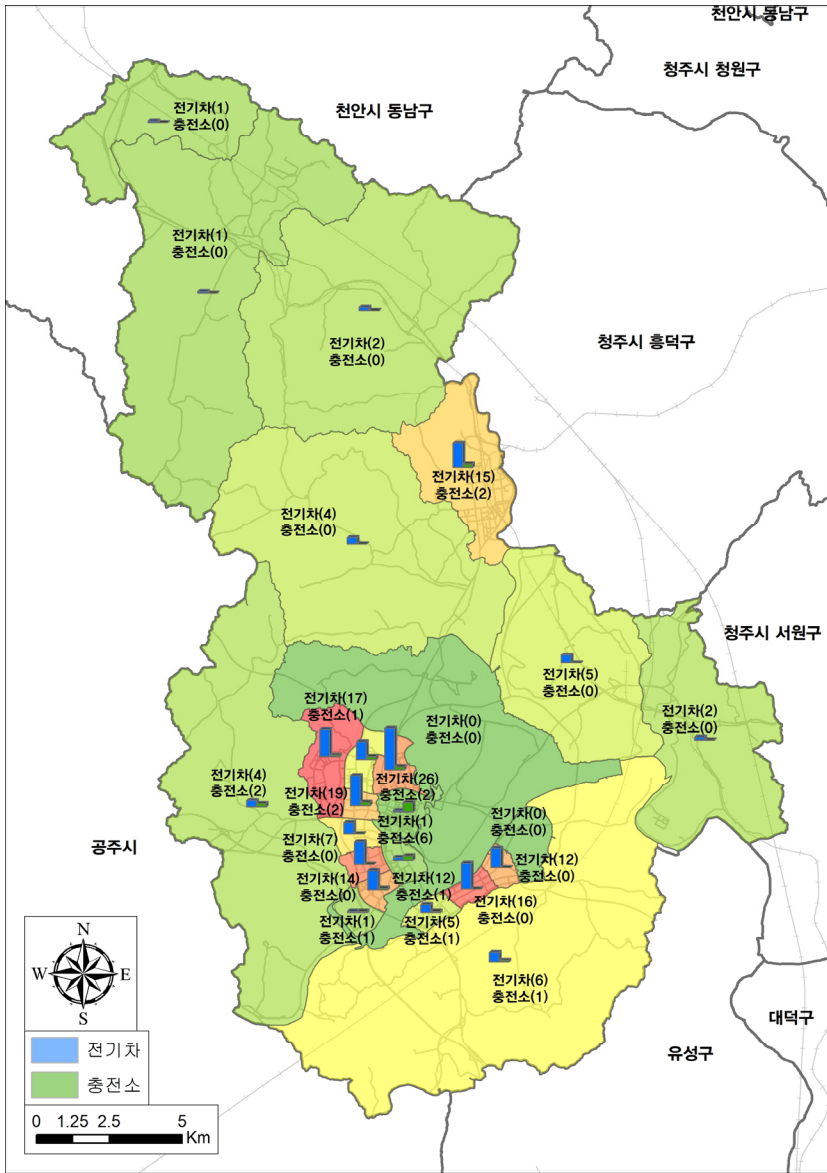 천안시 동남구
청주시 청원구
전기차(1)
충전소(0)
천안시 동남구
전기차(1)
충전소(0)
청주시 흥덕구
전기차(2)
충전소(0)
전기차(15)
충전소(2)
전기차(4)
충전소(0)
청주시 서원구
전기차(5)
충전소(0)
전기차(17)
충전소(1)
전기차(0)
충전소(0)
전기차(2)
충전소(0)
전기차(4)
충전소(2)
전기차(26)
충전소(2)
전기차(19)
충전소(2)
전기차(1)
충전소(6)
전기차(0)
충전소(0)
공주시
전기차(7)
충전소(0)
전기차(12)
충전소(0)
전기차(14)
충전소(0)
전기차(12)
충전소(1)
전기차(16)
충전소(0)
전기차(1)
충전소(1)
전기차(5)
충전소(1)
전기차(6)
충전소(1)
대덕구
유성구
N
W E
S
전기차
충전소
0 1.25 2.5 5
Km